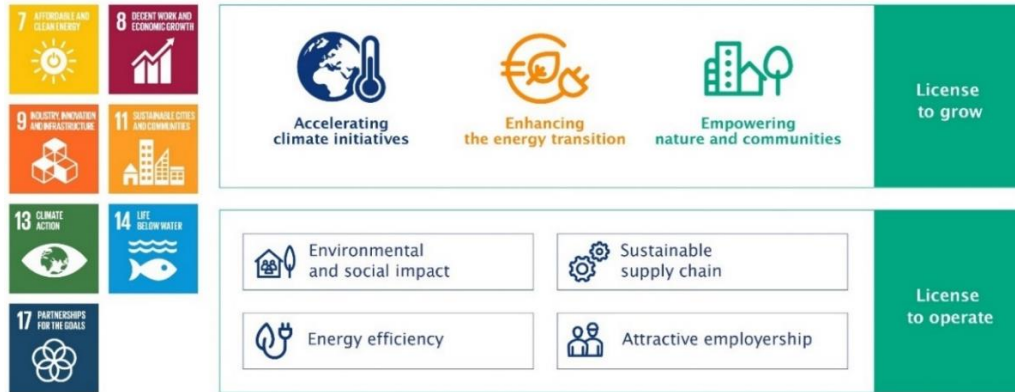 7 AFFORDABLE AND
CLEAN ENERGY
8 DECENT WORK AND
ECONOMIC GROWTH
9 INDUSTRY, INNOVATION
AND INFRASTRUCTURE
11 SUSTAINABLE CITIES
AND COMMUNITIES
13 CLIMATE
ACTION
14 LIFE
BELOW WATER
17 PARTNERSHIPS
FOR THE GOALS
Accelerating
climate initiatives
Enhancing
the energy transition
Empowering
nature and communities
License
to grow
Environmental
and social impact
Sustainable
supply chain
Energy efficiency
Attractive employership
License
to operate